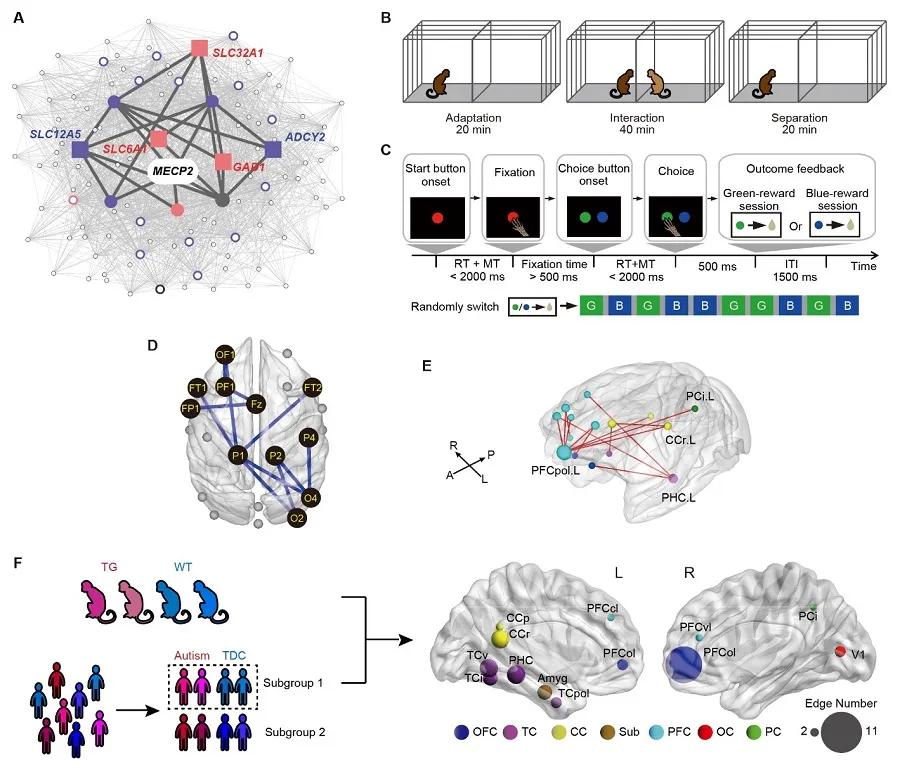 A
SLC32A1
SLC12A5
SLC6A1
ADCY2
GAD1
MECP2
B
Adaptation
20 min
Interaction
40 min
Separation
20 min
C
Start button
onset
Fixation
Choice button
onset
Choice
Outcome feedback
Green-reward
session
Or
Blue-reward
session
RT + MT
< 2000 ms
Fixation time
> 500 ms
RT+MT
< 2000 ms
500 ms
ITI
1500 ms
Time
Randomly switch
/
G B G B B G G B G B
D
OF1
FT1
PF1
FT2
FP1
Fz
P4
P1
P2
O4
O2
E
R
P
A
L
PCi.L
CCr.L
PFCpol.L
PHC.L
F
TG
WT
Autism
TDC
Subgroup 1
Subgroup 2
L
R
CCp
CCr
PFCcl
TCv
TCi
PHC
PFCol
Amyg
TCpol
PCi
PFCvl
PFCol
V1
Edge Number
2
11
OFC
TC
CC
Sub
PFC
OC
PC